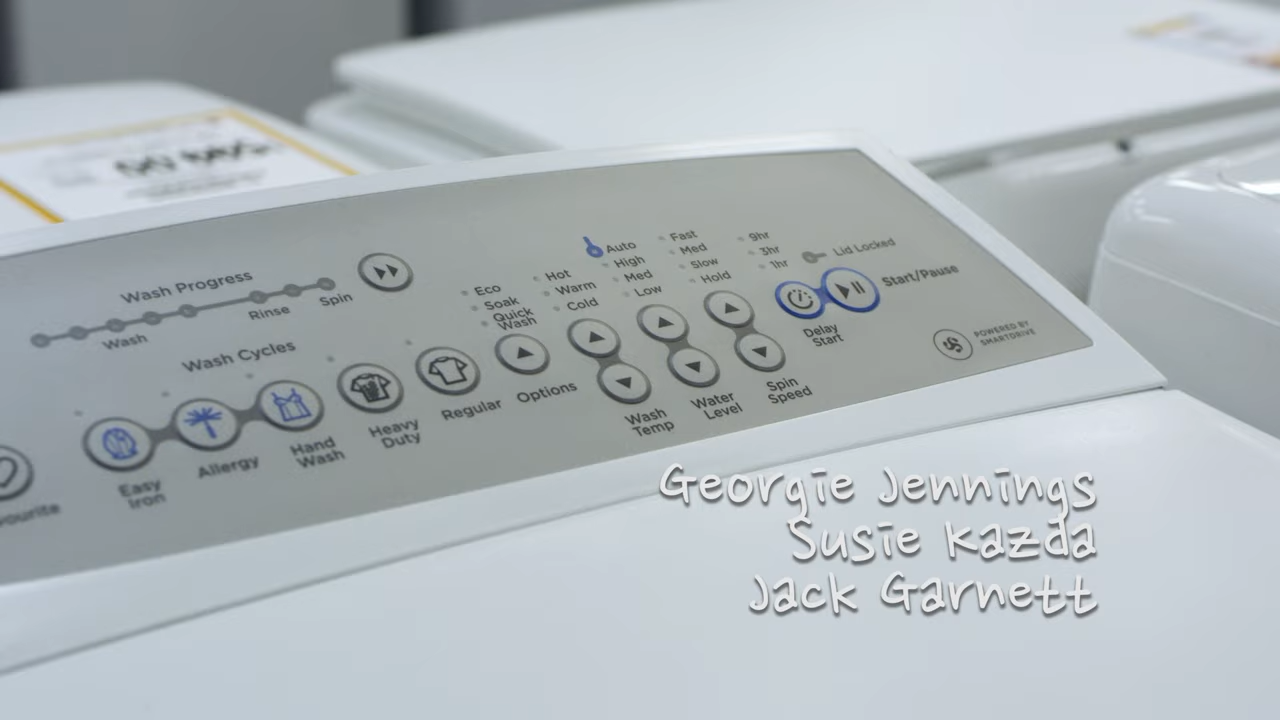 Wash Progress
Wash
Rinse
Spin
Wash Cycles
Easy
Iron
Allergy
Hand
Wash
Heavy
Duty
Regular
Eco
Soak
Quick
Wash
Options
Hot
Warm
Cold
Wash
Temp
Auto
High
Med
Low
Water
Level
Fast
Med
Slow
Hold
Spin
Speed
9hr
3hr
1hr
Delay
Start
Lid Locked
Start/Pause
POWERED BY
SMARTDRIVE
Georgie Jennings
Susie Kazda
Jack Garnett